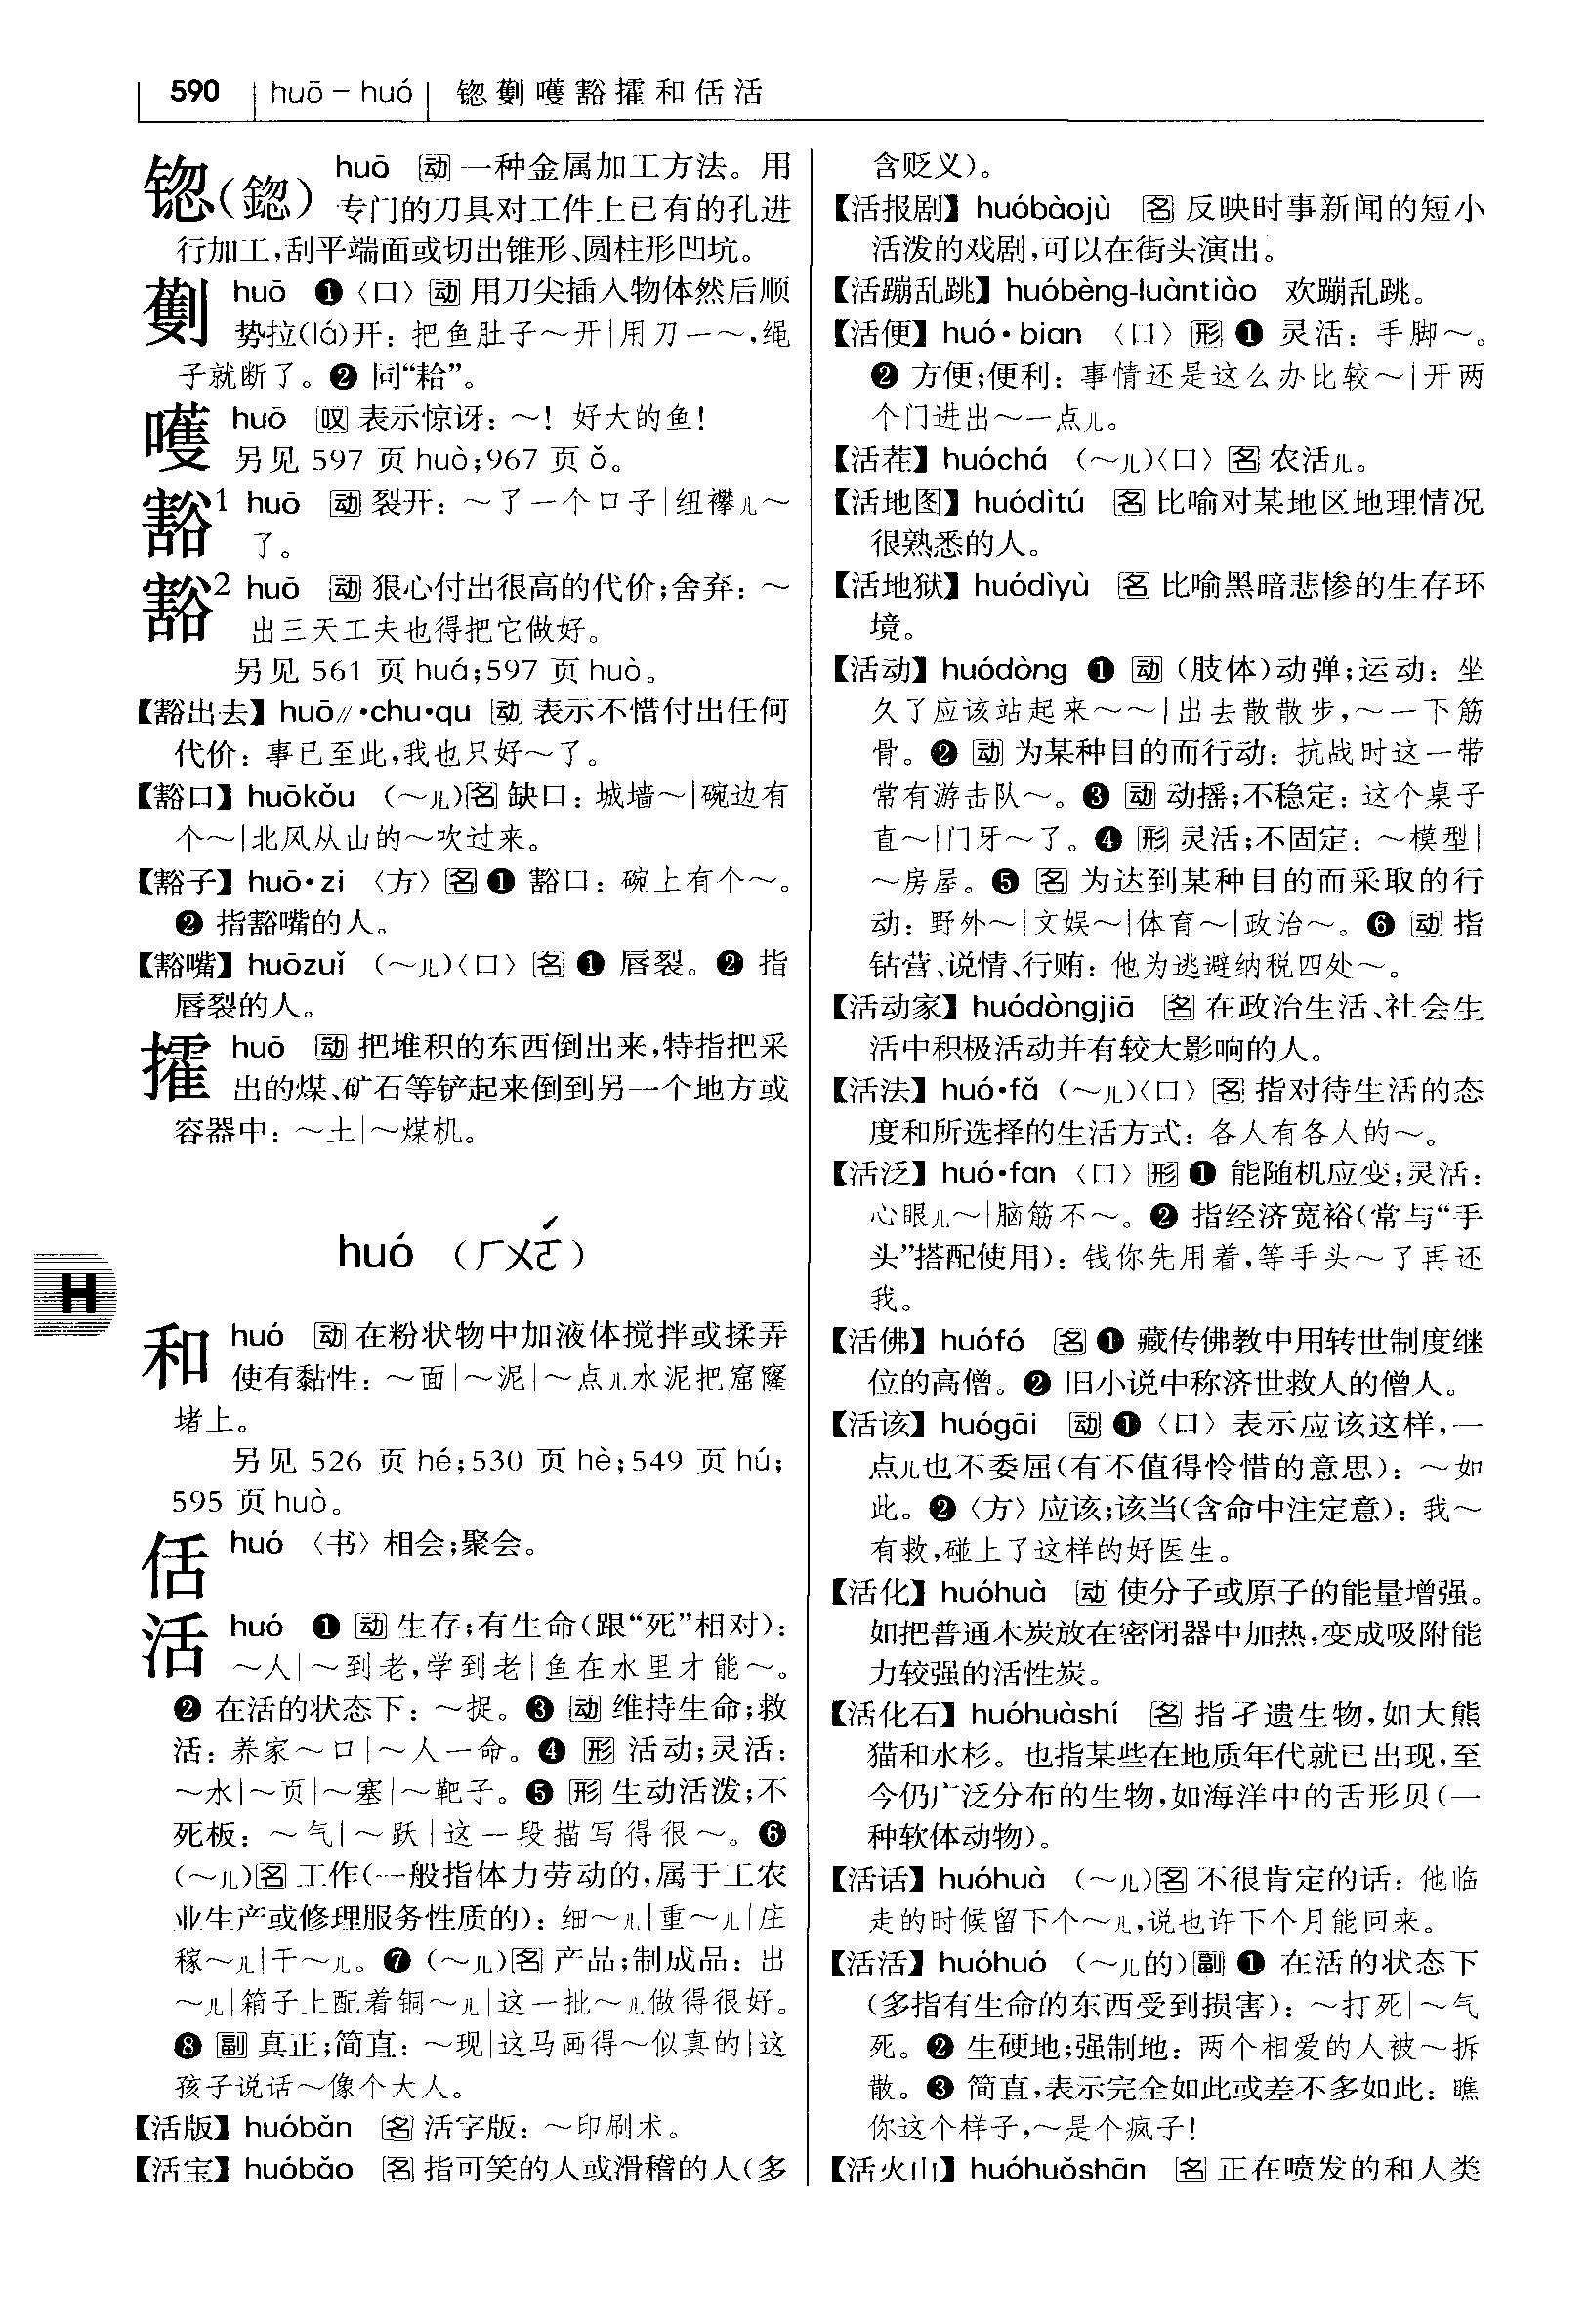 590 huō－huó 锪劐嚄豁攉和佸活
锪(鍃) huō 动 一种金属加工方法。用
专门的刀具对工件上已有的孔进
行加工,刮平端面或切出锥形、圆柱形凹坑。
劐 huō ❶〈口〉动 用刀尖插入物体然后顺
势拉(lá)开：把鱼肚子～开|用刀一～,绳
子就断了。❷ 同“耠”。
嚄 huō 叹 表示惊讶：～！好大的鱼！
另见 597 页 huò;967 页 ǒ。
豁1 huō 动 裂开：～了一个口子|纽襻儿～
了。
豁2 huō 动 狠心付出很高的代价;舍弃：～
出三天工夫也得把它做好。
另见 561 页 huá;597 页 huò。
【豁出去】huō∥•chu•qu 动 表示不惜付出任何
代价：事已至此,我也只好～了。
【豁口】huōkǒu （～儿）名 缺口：城墙～|碗边有
个～|北风从山的～吹过来。
【豁子】huō•zi 〈方〉名 ❶ 豁口：碗上有个～。
❷ 指豁嘴的人。
【豁嘴】huōzuǐ （～儿）〈口〉名 ❶ 唇裂。❷ 指
唇裂的人。
攉 huō 动 把堆积的东西倒出来,特指把采
出的煤、矿石等铲起来倒到另一个地方或
容器中：～土|～煤机。
huó （ㄏㄨㄛˊ）
H
和 huó 动 在粉状物中加液体搅拌或揉弄
使有黏性：～面|～泥|～点儿水泥把窟窿
堵上。
另见 526 页 hé;530 页 hè;549 页 hú;
595 页 huò。
佸 huó 〈书〉相会;聚会。
活 huó ❶ 动 生存;有生命(跟“死”相对)：
～人|～到老,学到老|鱼在水里才能～。
❷ 在活的状态下：～捉。❸ 动 维持生命;救
活：养家～口|～人一命。❹ 形 活动;灵活：
～水|～页|～塞|～靶子。❺ 形 生动活泼;不
死板：～气|～跃|这一段描写得很～。❻
（～儿）名 工作(一般指体力劳动的,属于工农
业生产或修理服务性质的)：细～儿|重～儿|庄
稼～儿|干～儿。❼（～儿）名 产品;制成品：出
～儿|箱子上配着铜～儿|这一批～儿做得很好。
❽ 副 真正;简直：～现|这马画得～似真的|这
孩子说话～像个大人。
【活版】huóbǎn 名 活字版：～印刷术。
【活宝】huóbǎo 名 指可笑的人或滑稽的人(多
含贬义)。
【活报剧】huóbàojù 名 反映时事新闻的短小
活泼的戏剧,可以在街头演出。
【活蹦乱跳】huóbèng-luàntiào 欢蹦乱跳。
【活便】huó•bian 〈口〉形 ❶ 灵活：手脚～。
❷ 方便;便利：事情还是这么办比较～|开两
个门进出～一点儿。
【活茬】huóchá （～儿）〈口〉名 农活儿。
【活地图】huódìtú 名 比喻对某地区地理情况
很熟悉的人。
【活地狱】huódìyù 名 比喻黑暗悲惨的生存环
境。
【活动】huódòng ❶ 动 (肢体)动弹;运动：坐
久了应该站起来～～|出去散散步,～一下筋
骨。❷ 动 为某种目的而行动：抗战时这一带
常有游击队～。❸ 动 动摇;不稳定：这个桌子
直～|门牙～了。❹ 形 灵活;不固定：～模型|
～房屋。❺ 名 为达到某种目的而采取的行
动：野外～|文娱～|体育～|政治～。❻ 动 指
钻营、说情、行贿：他为逃避纳税四处～。
【活动家】huódòngjiā 名 在政治生活、社会生
活中积极活动并有较大影响的人。
【活法】huó•fǎ （～儿）〈口〉名 指对待生活的态
度和所选择的生活方式：各人有各人的～。
【活泛】huó•fan 〈口〉形 ❶ 能随机应变;灵活：
心眼儿～|脑筋不～。❷ 指经济宽裕(常与“手
头”搭配使用)：钱你先用着,等手头～了再还
我。
【活佛】huófó 名 ❶ 藏传佛教中用转世制度继
位的高僧。❷ 旧小说中称济世救人的僧人。
【活该】huógāi 动 ❶〈口〉表示应该这样,一
点儿也不委屈(有不值得怜惜的意思)：～如
此。❷〈方〉应该;该当(含命中注定意)：我～
有救,碰上了这样的好医生。
【活化】huóhuà 动 使分子或原子的能量增强。
如把普通木炭放在密闭器中加热,变成吸附能
力较强的活性炭。
【活化石】huóhuàshí 名 指孑遗生物,如大熊
猫和水杉。也指某些在地质年代就已出现,至
今仍广泛分布的生物,如海洋中的舌形贝(一
种软体动物)。
【活话】huóhuà （～儿）名 不很肯定的话：他临
走的时候留下个～儿,说也许下个月能回来。
【活活】huóhuó （～儿的）副 ❶ 在活的状态下
(多指有生命的东西受到损害)：～打死|～气
死。❷ 生硬地;强制地：两个相爱的人被～拆
散。❸ 简直,表示完全如此或差不多如此：瞧
你这个样子,～是个疯子！
【活火山】huóhuǒshān 名 正在喷发的和人类